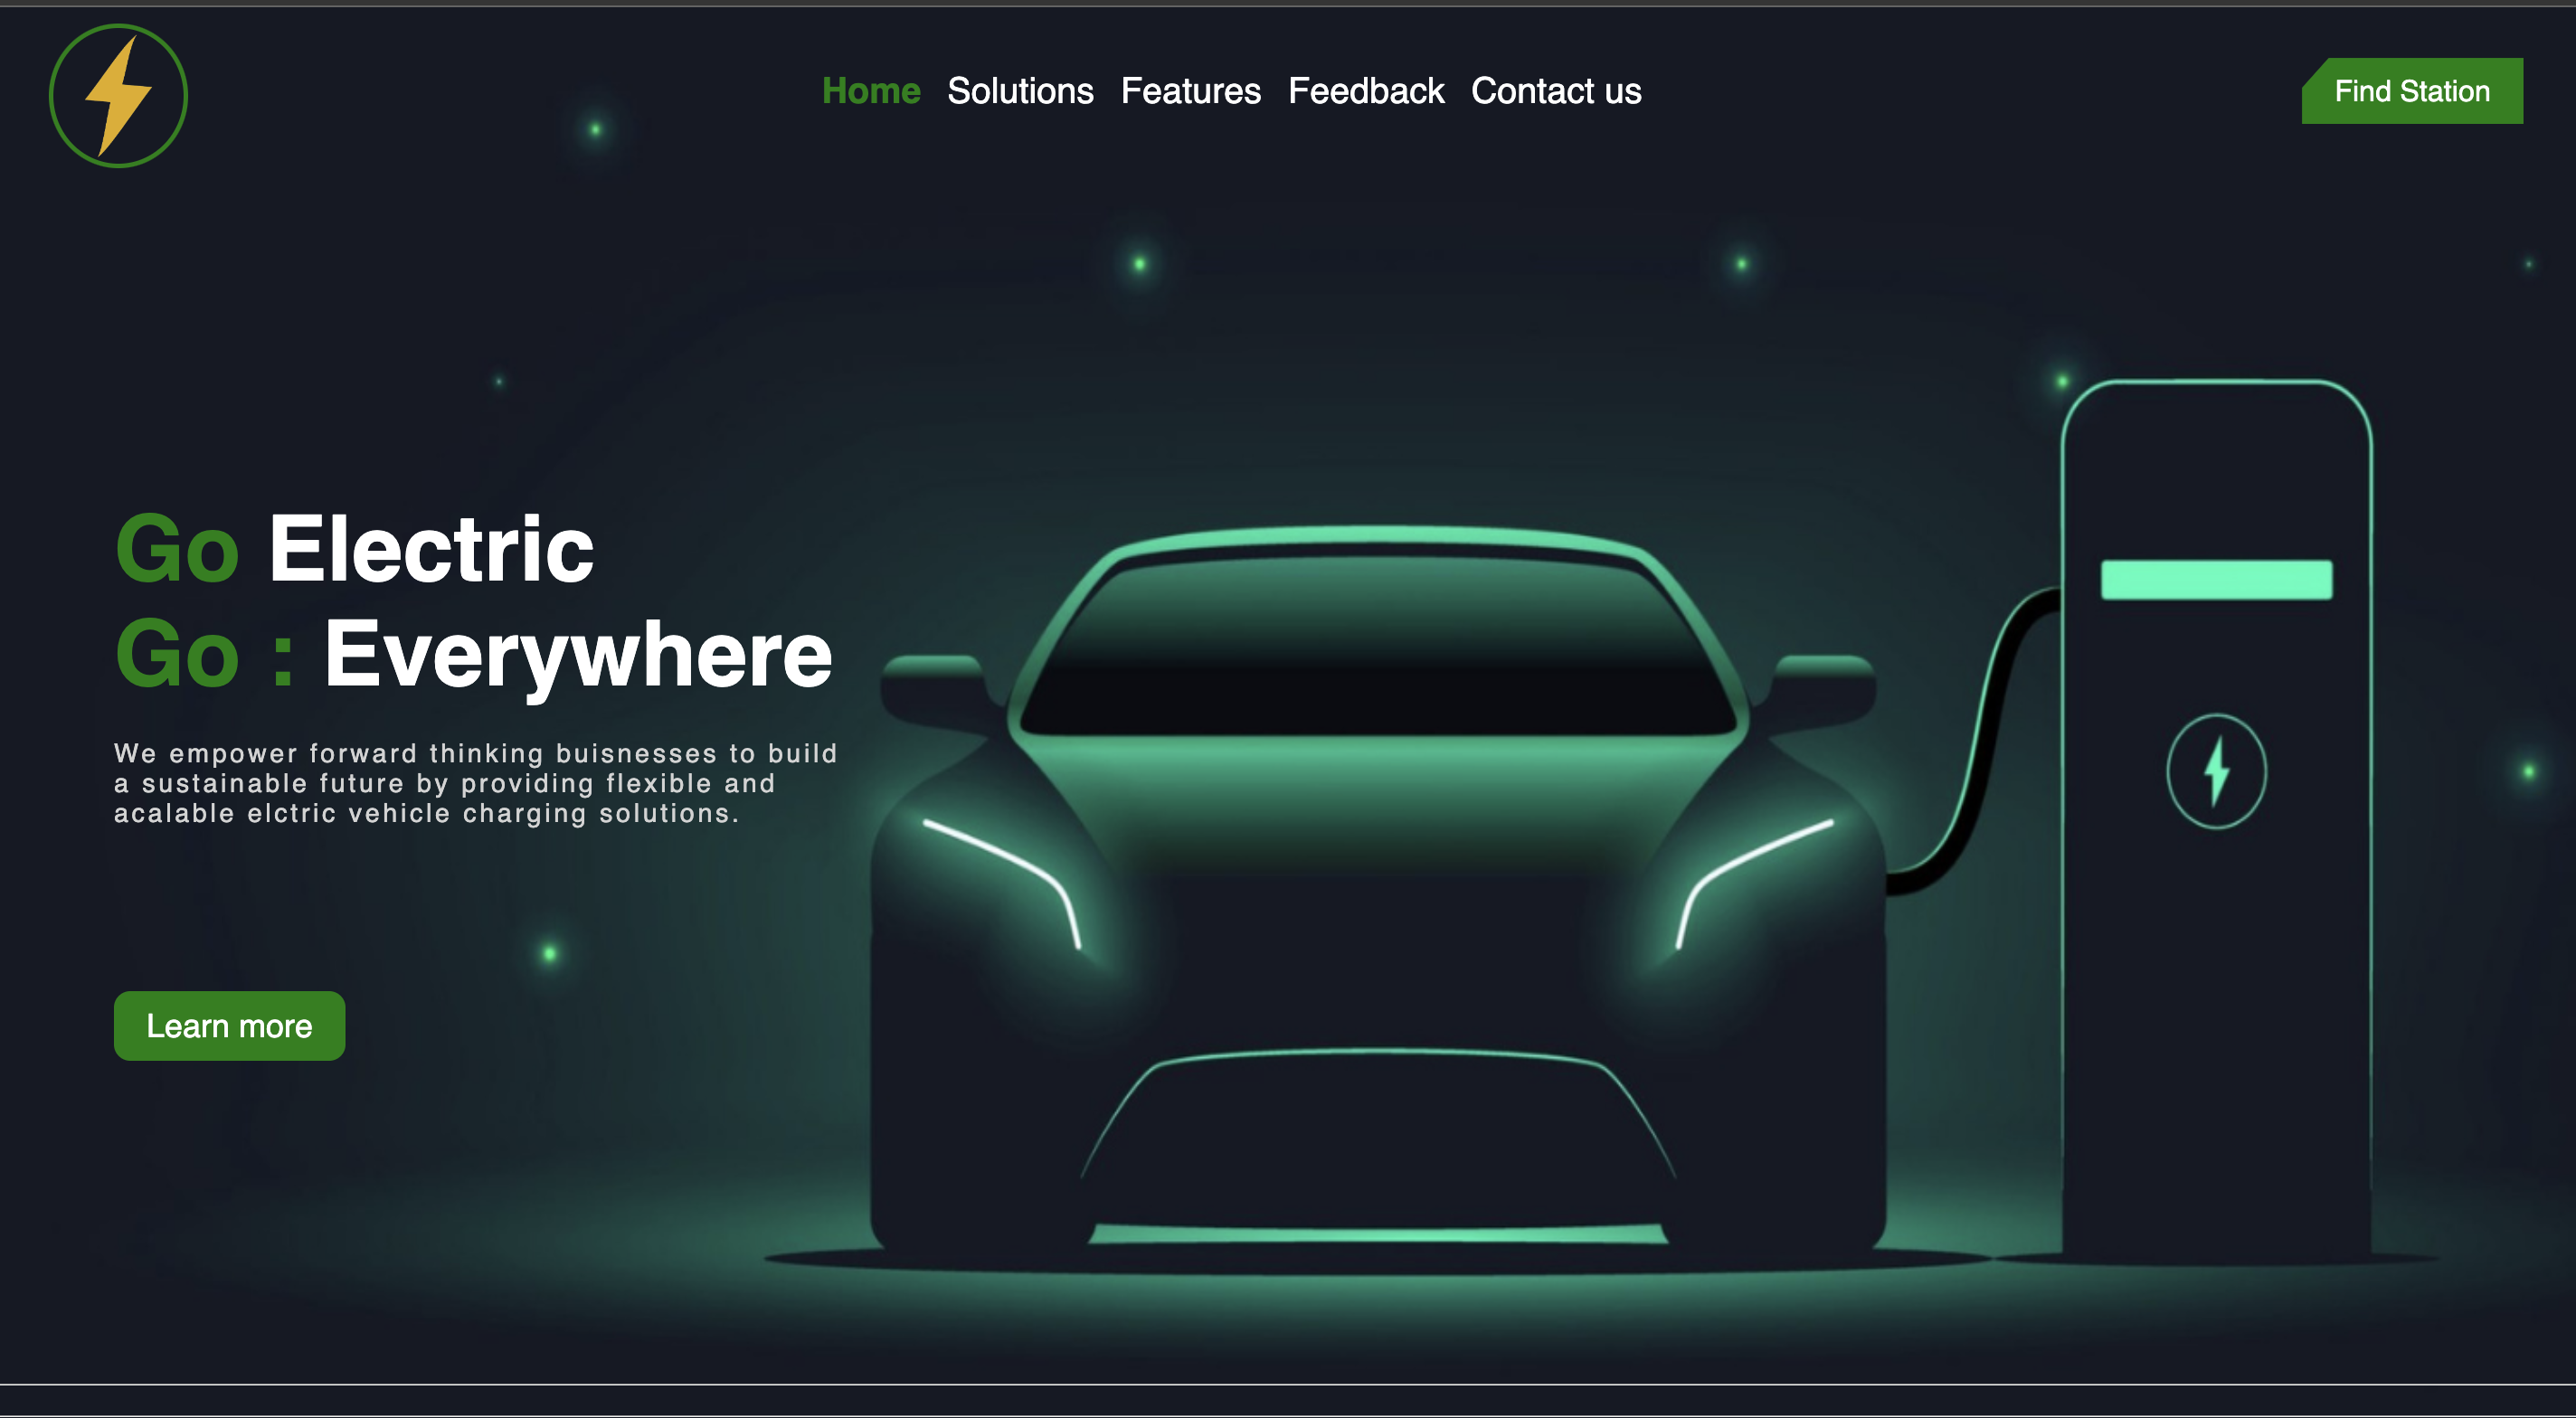 Home Solutions Features Feedback Contact us
Find Station
Go Electric
Go : Everywhere
We empower forward thinking buisnesses to build
a sustainable future by providing flexible and
acalable elctric vehicle charging solutions.
Learn more